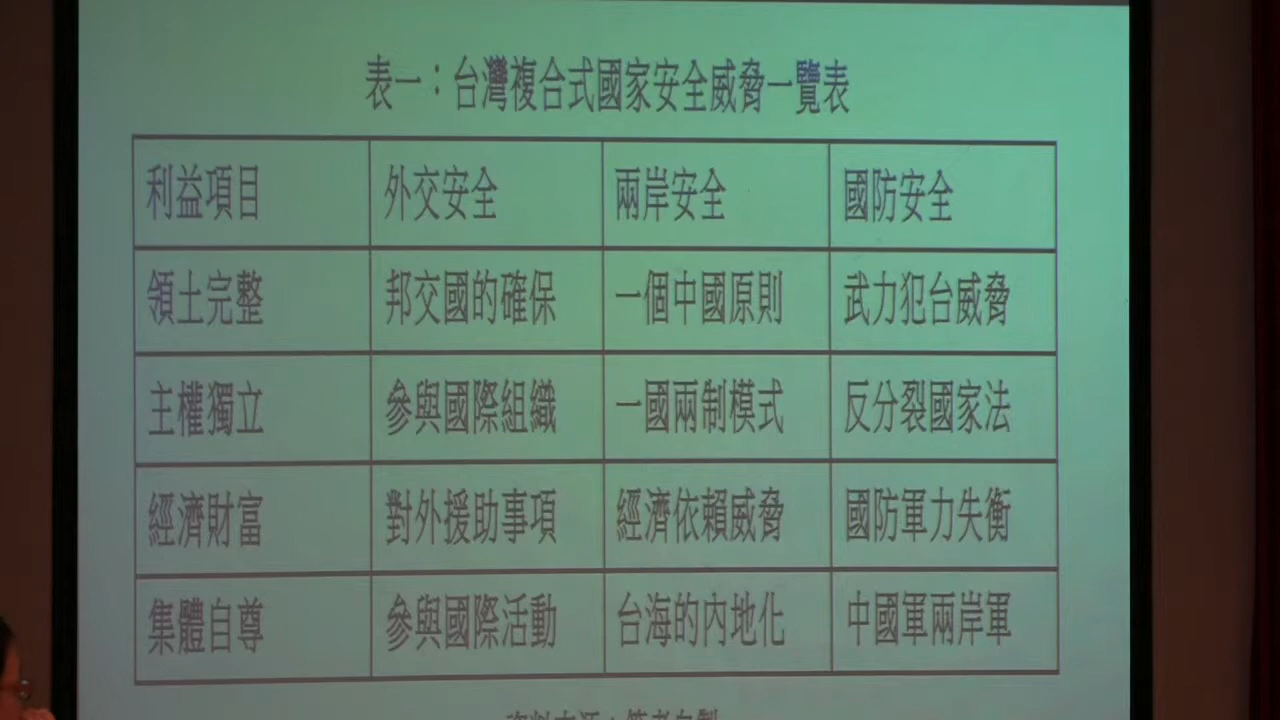 表一：台灣複合式國家安全威脅一覽表
利益項目 外交安全 兩岸安全 國防安全
領土完整 邦交國的確保 一個中國原則 武力犯台威脅
主權獨立 參與國際組織 一國兩制模式 反分裂國家法
經濟財富 對外援助事項 經濟依賴威脅 國防軍力失衡
集體自尊 參與國際活動 台海的內地化 中國軍兩岸軍